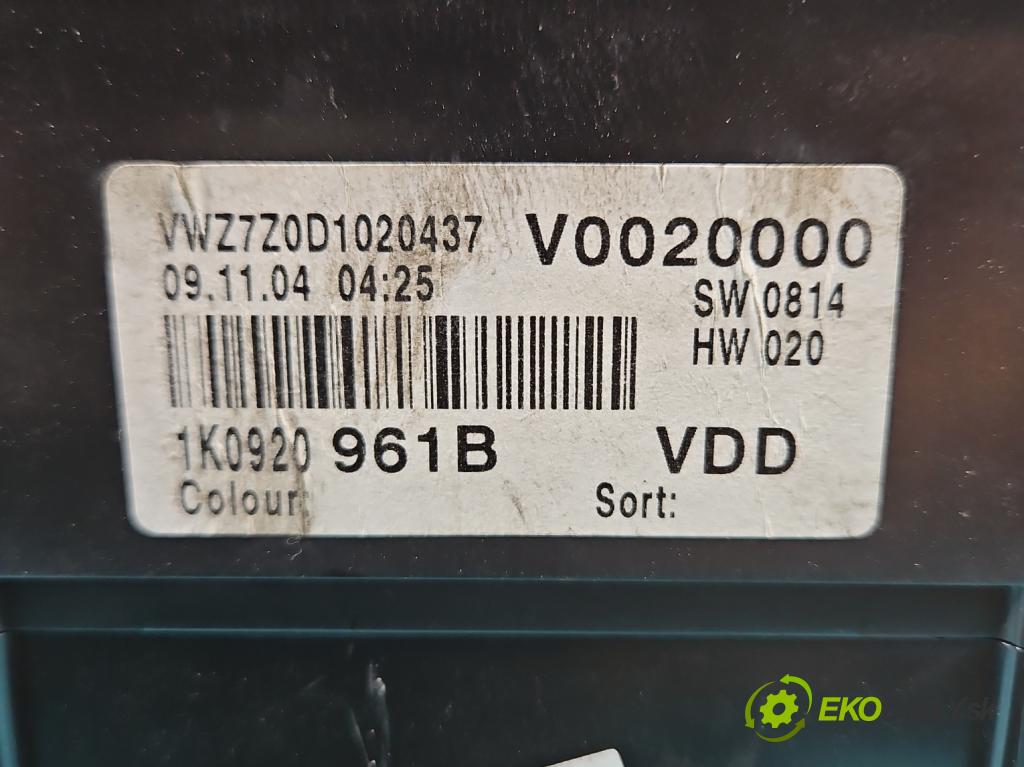 VWZ7Z0D1020437 V0020000
09.11.04 04:25 SW 0814
HW 020
1K0920 961B VDD
Colour: Sort:
EKO